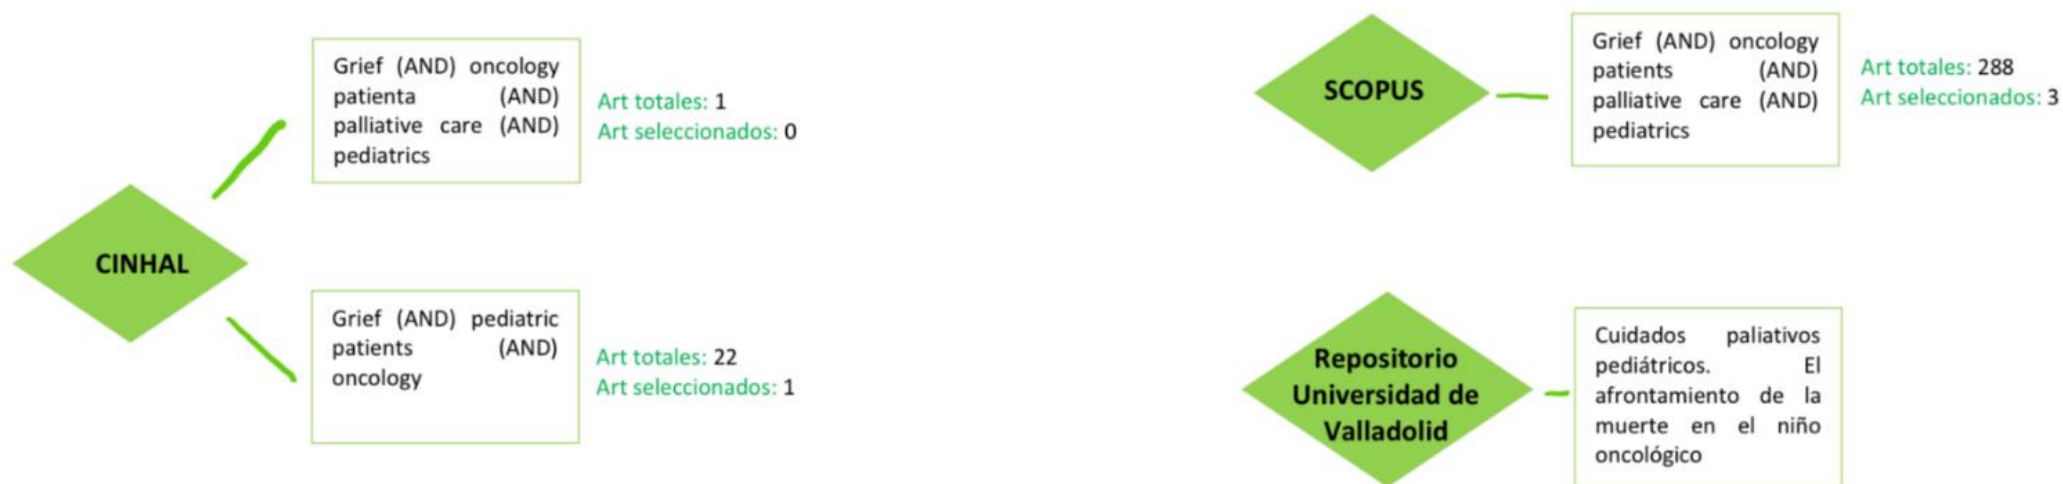 CINHAL
Grief (AND) oncology
patienta (AND)
palliative care (AND)
pediatrics
Art totales: 1
Art seleccionados: 0
Grief (AND) pediatric
patients (AND)
oncology
Art totales: 22
Art seleccionados: 1
SCOPUS
Grief (AND) oncology
patients (AND)
palliative care (AND)
pediatrics
Art totales: 288
Art seleccionados: 3
Repositorio
Universidad de
Valladolid
Cuidados paliativos
pediátricos. El
afrontamiento de la
muerte en el niño
oncológico